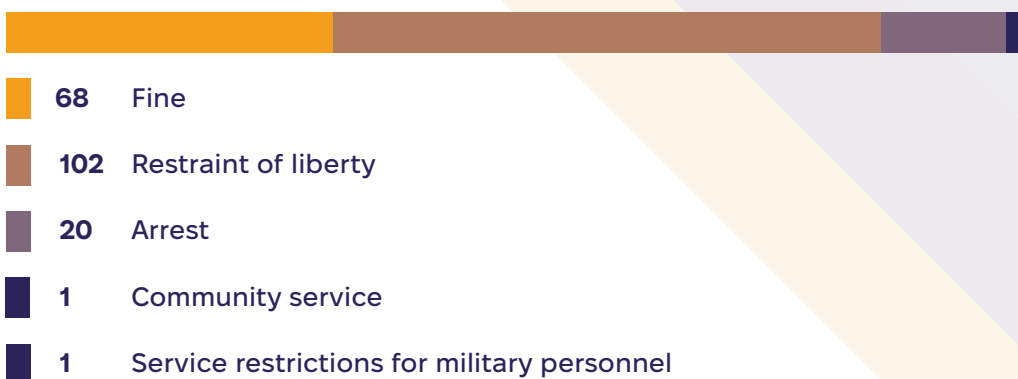 68 Fine
102 Restraint of liberty
20 Arrest
1 Community service
1 Service restrictions for military personnel